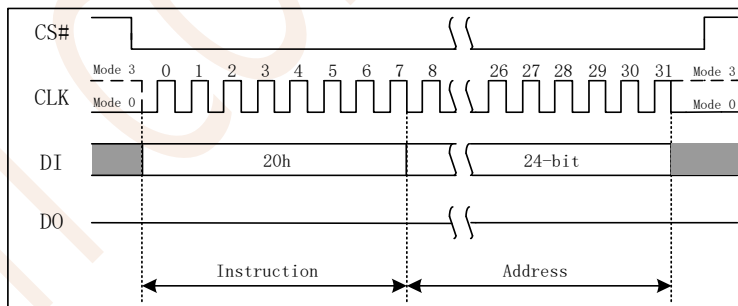 CS#
Mode 3 0 1 2 3 4 5 6 7 8 26 27 28 29 30 31 Mode 3
CLK
Mode 0 Mode 0
DI 20h 24-bit
DO
Instruction Address